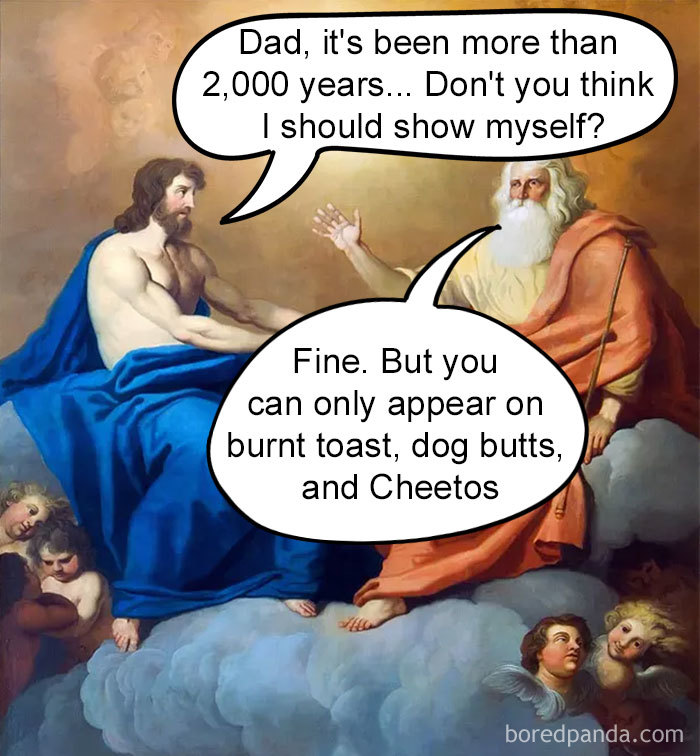 Dad, it's been more than
2,000 years... Don't you think
I should show myself?
Fine. But you
can only appear on
burnt toast, dog butts,
and Cheetos
boredpanda.com